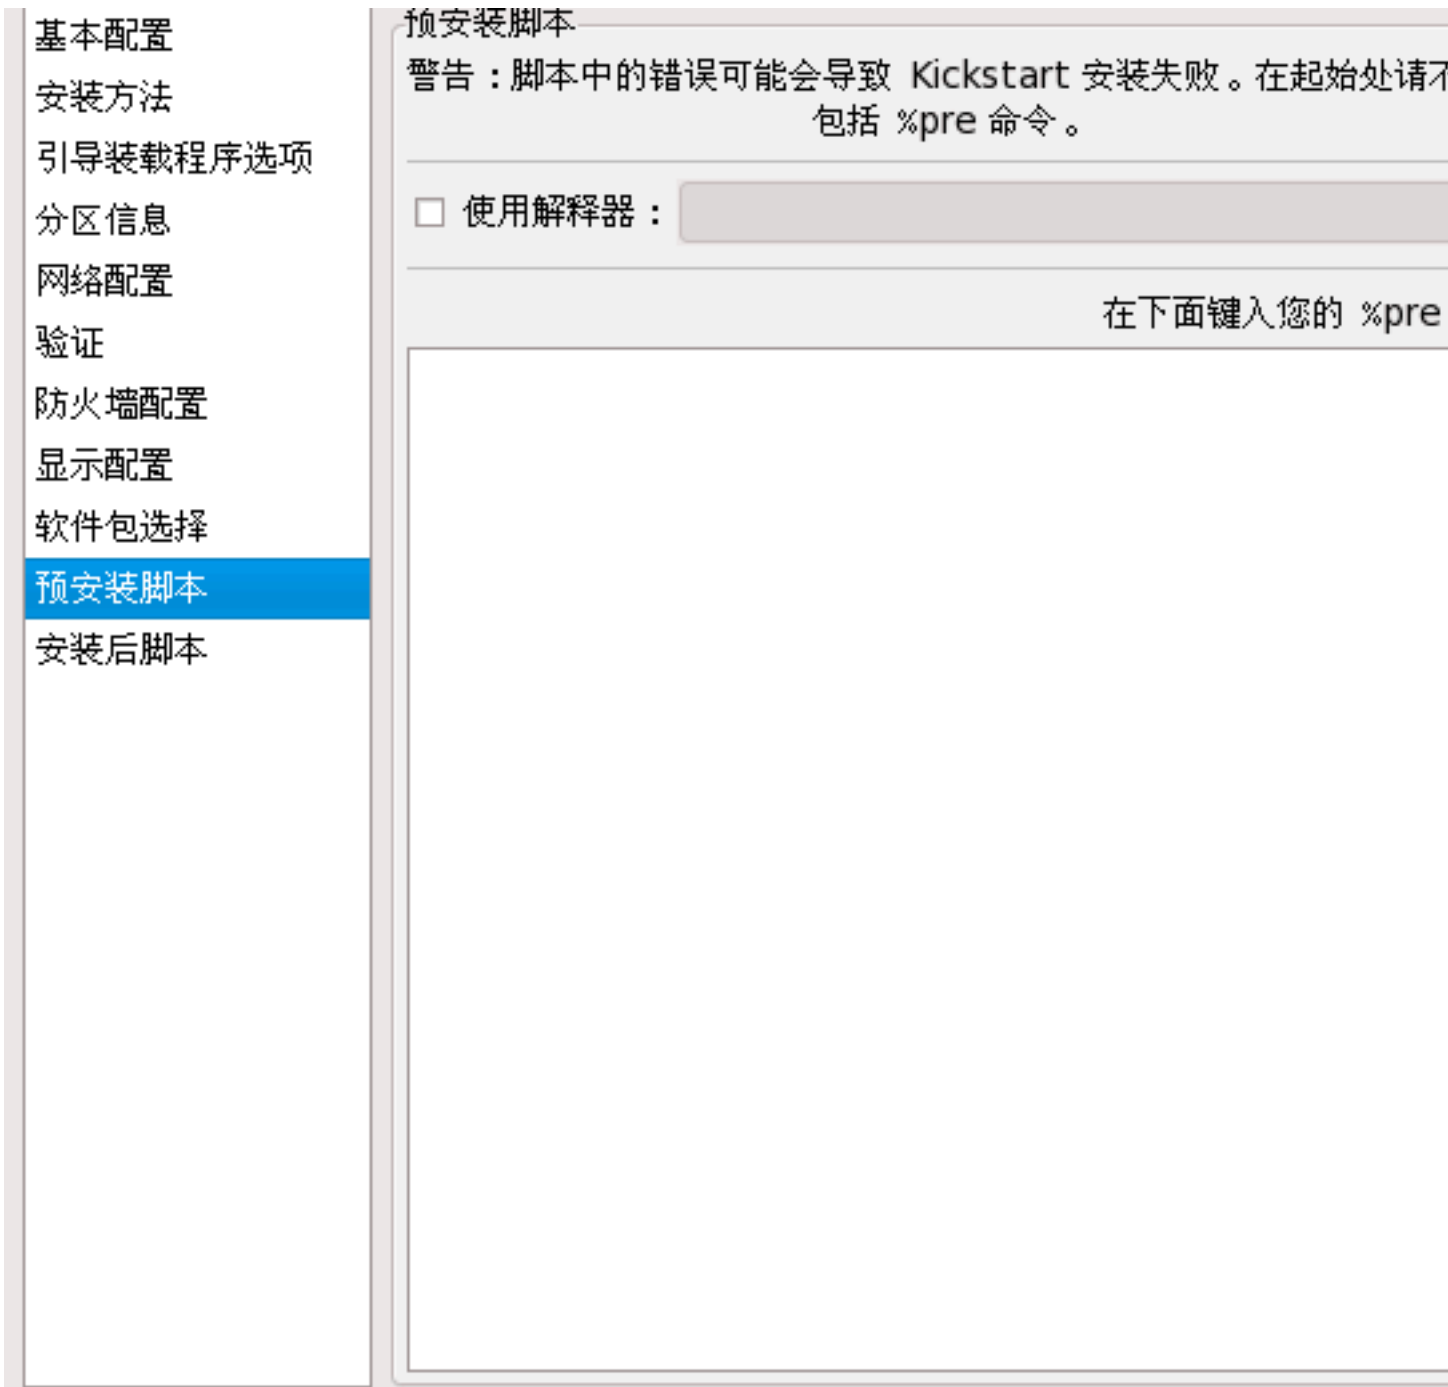 基本配置
安装方法
引导装载程序选项
分区信息
网络配置
验证
防火墙配置
显示配置
软件包选择
预安装脚本
安装后脚本
预安装脚本
警告：脚本中的错误可能会导致 Kickstart 安装失败。在起始处请不
包括 %pre 命令。
使用解释器：
在下面键入您的 %pre